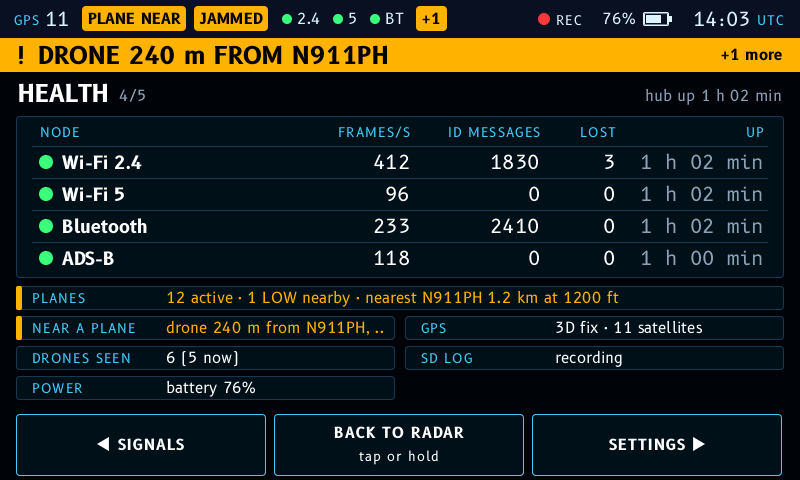 GPS 11 PLANE NEAR JAMMED 2.4 5 BT +1 REC 76% 14:03 UTC
! DRONE 240 m FROM N911PH +1 more
HEALTH 4/5 hub up 1 h 02 min
NODE FRAMES/S ID MESSAGES LOST UP
Wi-Fi 2.4 412 1830 3 1 h 02 min
Wi-Fi 5 96 0 0 1 h 02 min
Bluetooth 233 2410 0 1 h 02 min
ADS-B 118 0 0 1 h 00 min
PLANES 12 active · 1 LOW nearby · nearest N911PH 1.2 km at 1200 ft
NEAR A PLANE drone 240 m from N911PH, .. GPS 3D fix · 11 satellites
DRONES SEEN 6 (5 now) SD LOG recording
POWER battery 76%
◀ SIGNALS BACK TO RADAR SETTINGS ▶
tap or hold